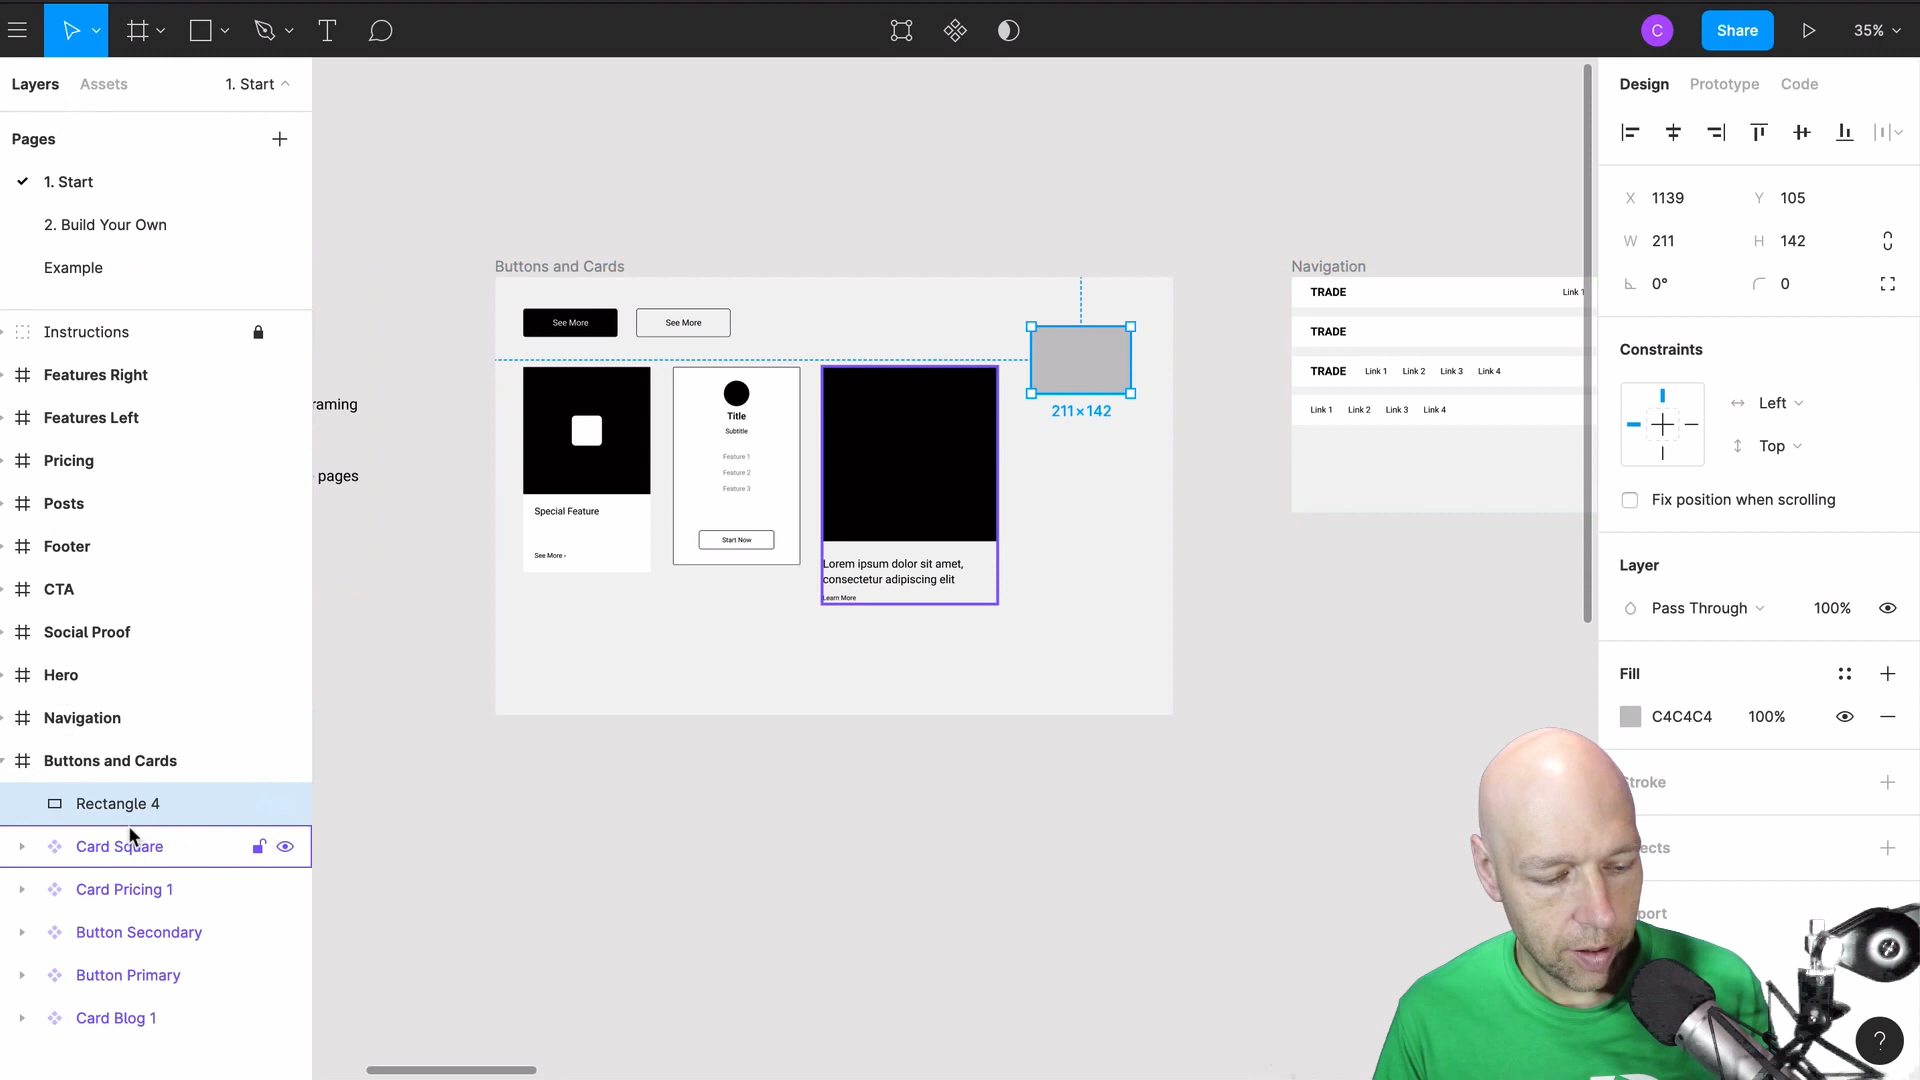 C
Share
35%
Layers
Assets
1. Start
Design
Prototype
Code
Pages
1. Start
2. Build Your Own
Example
X 1139
Y 105
W 211
H 142
0°
0
Instructions
Features Right
Features Left
Pricing
Posts
Footer
CTA
Social Proof
Hero
Navigation
Buttons and Cards
Rectangle 4
Card Square
Card Pricing 1
Button Secondary
Button Primary
Card Blog 1
raming
pages
Buttons and Cards
See More
See More
Special Feature
See More ›
Title
Subtitle
Feature 1
Feature 2
Feature 3
Start Now
Lorem ipsum dolor sit amet,
consectetur adipiscing elit
Learn More
211×142
Navigation
TRADE
Link 1
TRADE
TRADE Link 1 Link 2 Link 3 Link 4
Link 1 Link 2 Link 3 Link 4
Constraints
Left
Top
Fix position when scrolling
Layer
Pass Through
100%
Fill
C4C4C4
100%
troke
ects
port
?